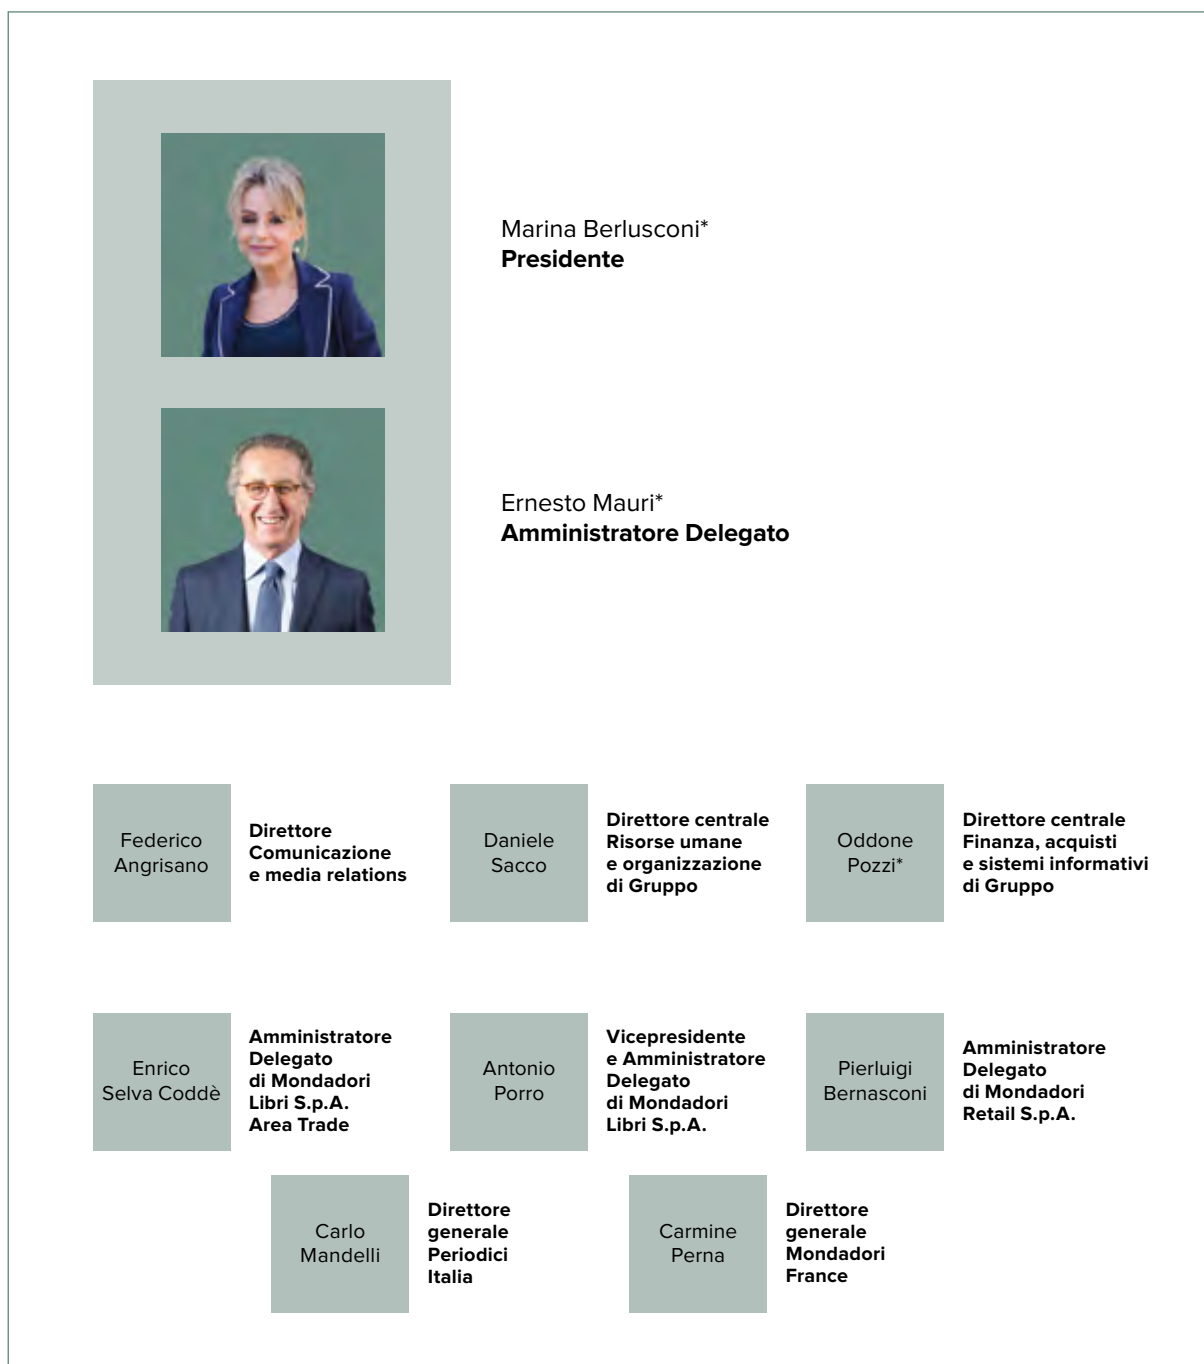 Marina Berlusconi*
Presidente
Ernesto Mauri*
Amministratore Delegato
Federico
Angrisano
Direttore
Comunicazione
e media relations
Daniele
Sacco
Direttore centrale
Risorse umane
e organizzazione
di Gruppo
Oddone
Pozzi*
Direttore centrale
Finanza, acquisti
e sistemi informativi
di Gruppo
Enrico
Selva Coddè
Amministratore
Delegato
di Mondadori
Libri S.p.A.
Area Trade
Antonio
Porro
Vicepresidente
e Amministratore
Delegato
di Mondadori
Libri S.p.A.
Pierluigi
Bernasconi
Amministratore
Delegato
di Mondadori
Retail S.p.A.
Carlo
Mandelli
Direttore
generale
Periodici
Italia
Carmine
Perna
Direttore
generale
Mondadori
France